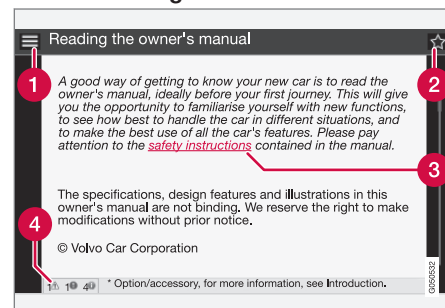 Reading the owner's manual
1
2
A good way of getting to know your new car is to read the
owner's manual, ideally before your first journey. This will give
you the opportunity to familiarise yourself with new functions,
to see how best to handle the car in different situations, and
to make the best use of all the car's features. Please pay
attention to the safety instructions contained in the manual.
3
The specifications, design features and illustrations in this
owner's manual are not binding. We reserve the right to make
modifications without prior notice.
4
© Volvo Car Corporation
1 1 4 * Option/accessory, for more information, see Introduction.
G050532